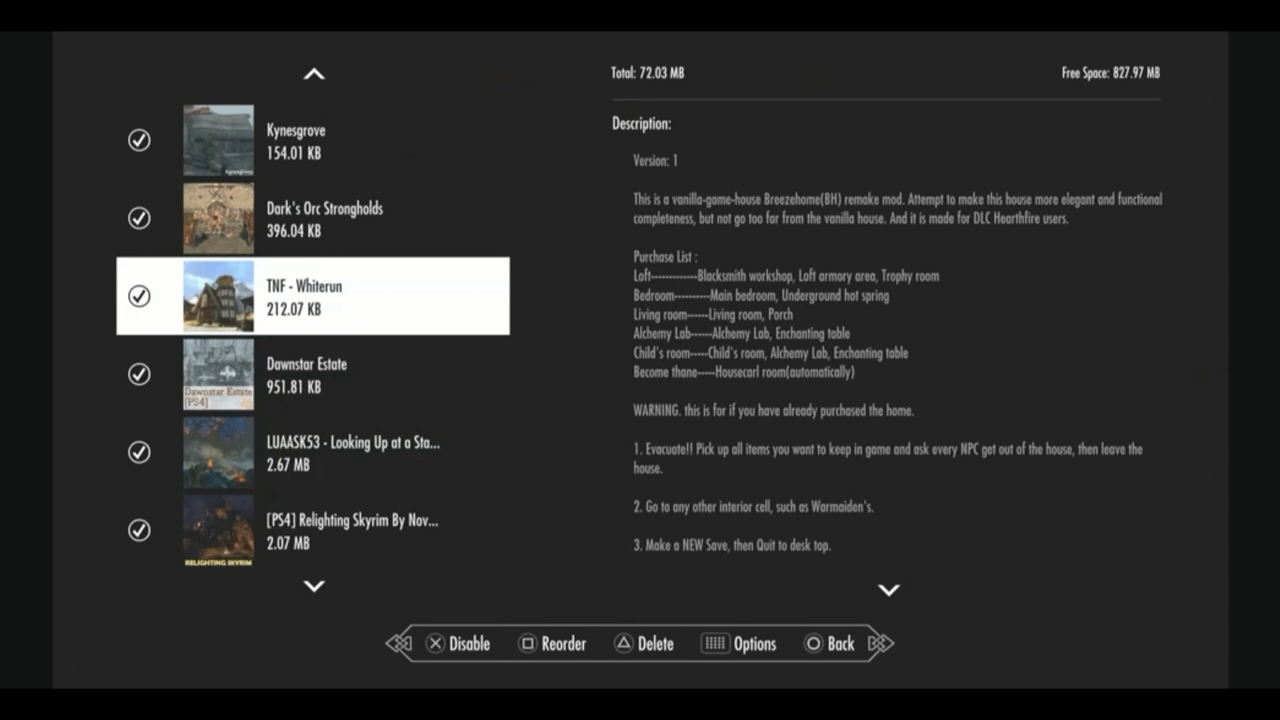 Total: 72.03 MB
Free Space: 827.97 MB
Kynesgrove
154.01 KB
Kynesgrove
Dark's Orc Strongholds
396.04 KB
TNF - Whiterun
212.07 KB
Dawnstar Estate
951.81 KB
Dawnstar Estate
[PS4]
LUAASK53 - Looking Up at a Sta...
2.67 MB
[PS4] Relighting Skyrim By Nov...
2.07 MB
RELIGHTING SKYRIM
Description:
Version: 1
This is a vanilla-game-house Breezehome(BH) remake mod. Attempt to make this house more elegant and functional
completeness, but not go too far from the vanilla house. And it is made for DLC Hearthfire users.
Purchase List :
Loft------------Blacksmith workshop, Loft armory area, Trophy room
Bedroom---------Main bedroom, Underground hot spring
Living room------Living room, Porch
Alchemy Lab------Alchemy Lab, Enchanting table
Child's room-----Child's room, Alchemy Lab, Enchanting table
Become thane-----Housecarl room(automatically)
WARNING. this is for if you have already purchased the home.
1. Evacuate!! Pick up all items you want to keep in game and ask every NPC get out of the house, then leave the
house.
2. Go to any other interior cell, such as Warmaiden's.
3. Make a NEW Save, then Quit to desk top.
Disable
Reorder
Delete
Options
Back